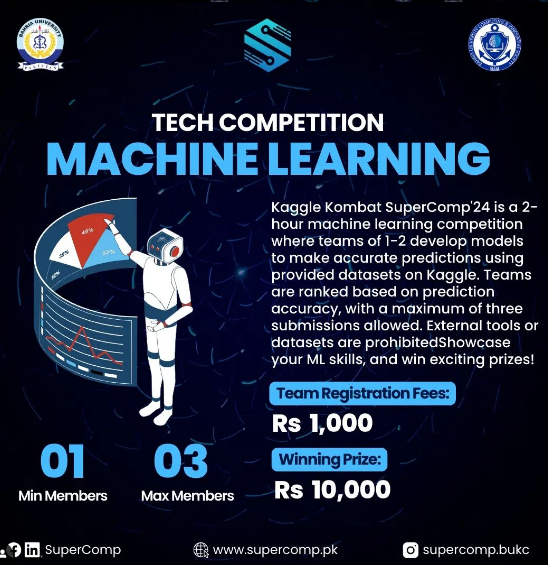 BAHRIA UNIVERSITY
TECH COMPETITION
MACHINE LEARNING
Kaggle Kombat SuperComp'24 is a 2-
hour machine learning competition
where teams of 1-2 develop models
to make accurate predictions using
provided datasets on Kaggle. Teams
are ranked based on prediction
accuracy, with a maximum of three
submissions allowed. External tools or
datasets are prohibitedShowcase
your ML skills, and win exciting prizes!
Team Registration Fees:
Rs 1,000
Winning Prize:
Rs 10,000
01
Min Members
03
Max Members
SuperComp
www.supercomp.pk
supercomp.bukc